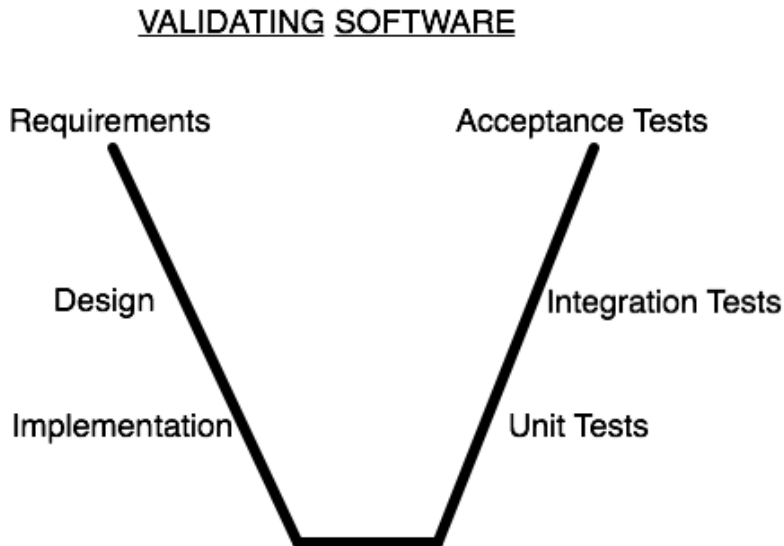 VALIDATING SOFTWARE
Requirements
Acceptance Tests
Design
Integration Tests
Implementation
Unit Tests